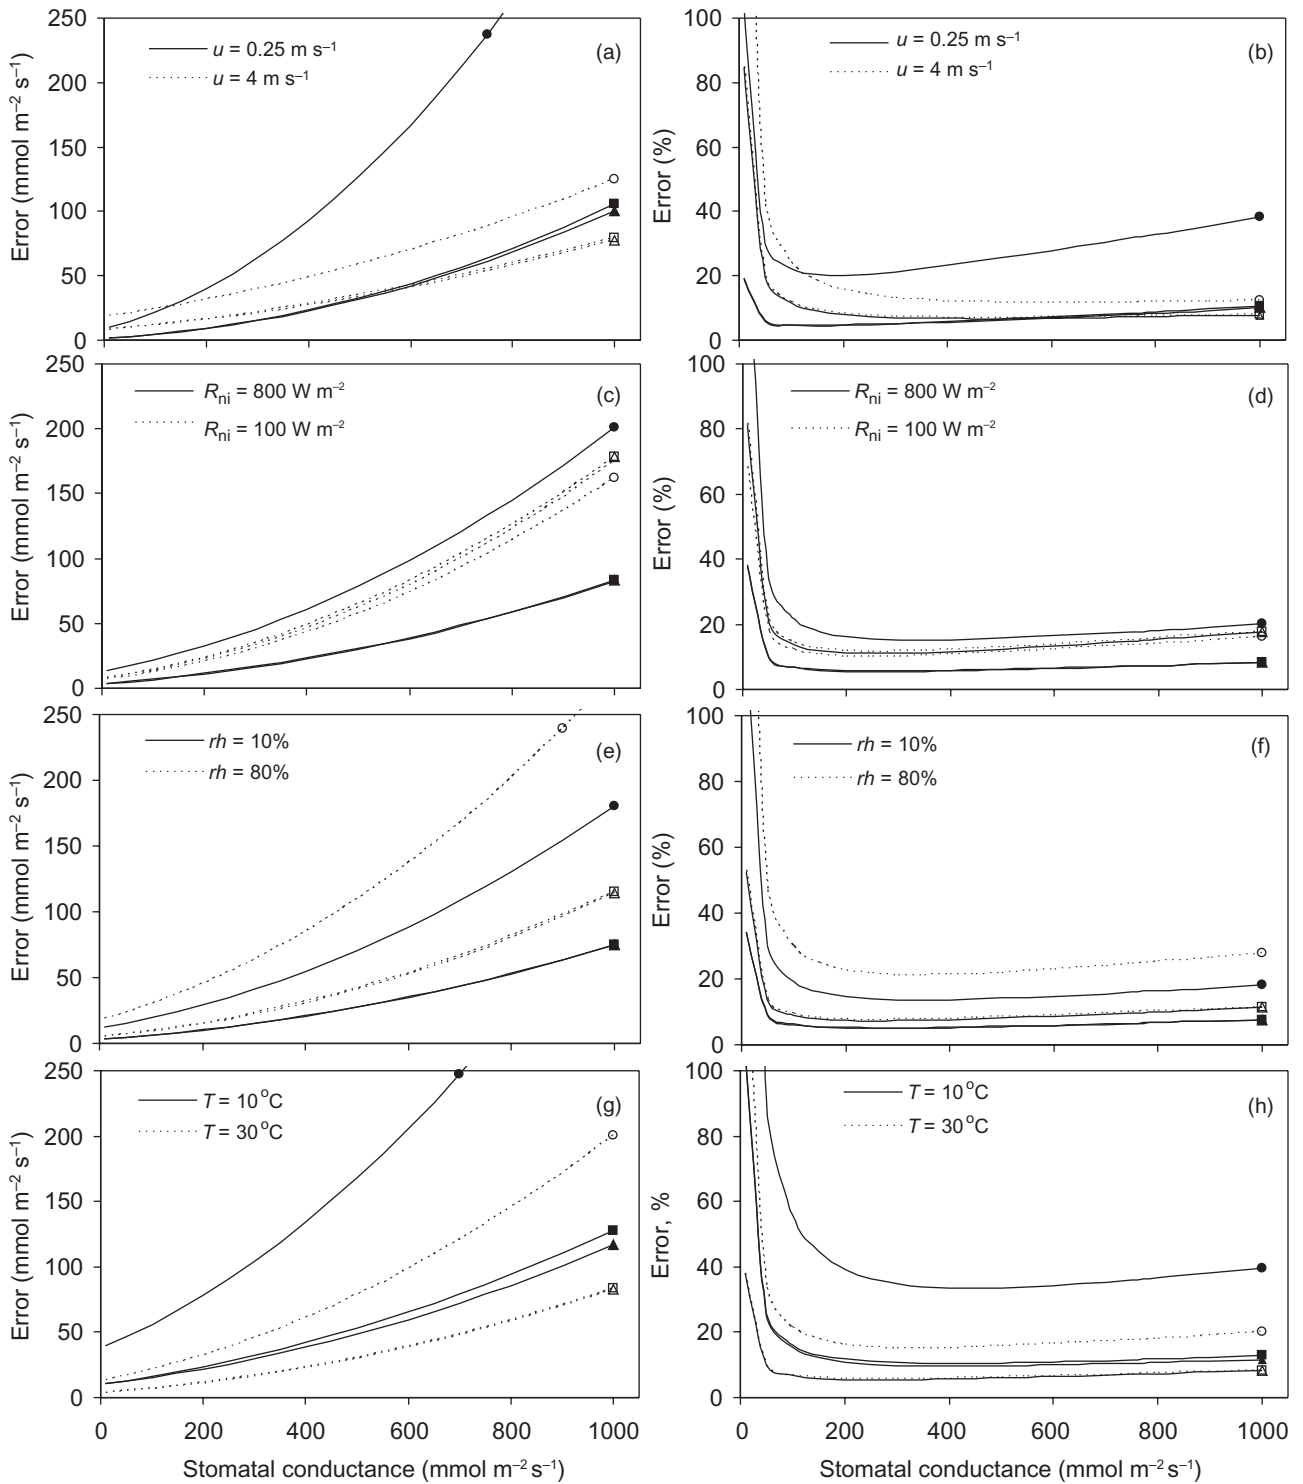 250
200
150
100
50
0
Error (mmol m⁻² s⁻¹)
u = 0.25 m s⁻¹
u = 4 m s⁻¹
(a)
100
80
60
40
20
0
Error (%)
u = 0.25 m s⁻¹
u = 4 m s⁻¹
(b)
250
200
150
100
50
0
Error (mmol m⁻² s⁻¹)
Rni = 800 W m⁻²
Rni = 100 W m⁻²
(c)
100
80
60
40
20
0
Error (%)
Rni = 800 W m⁻²
Rni = 100 W m⁻²
(d)
250
200
150
100
50
0
Error (mmol m⁻² s⁻¹)
rh = 10%
rh = 80%
(e)
100
80
60
40
20
0
Error (%)
rh = 10%
rh = 80%
(f)
250
200
150
100
50
0
Error (mmol m⁻² s⁻¹)
T = 10 °C
T = 30 °C
(g)
0 200 400 600 800 1000
Stomatal conductance (mmol m⁻² s⁻¹)
100
80
60
40
20
0
Error, %
T = 10 °C
T = 30 °C
(h)
0 200 400 600 800 1000
Stomatal conductance (mmol m⁻² s⁻¹)